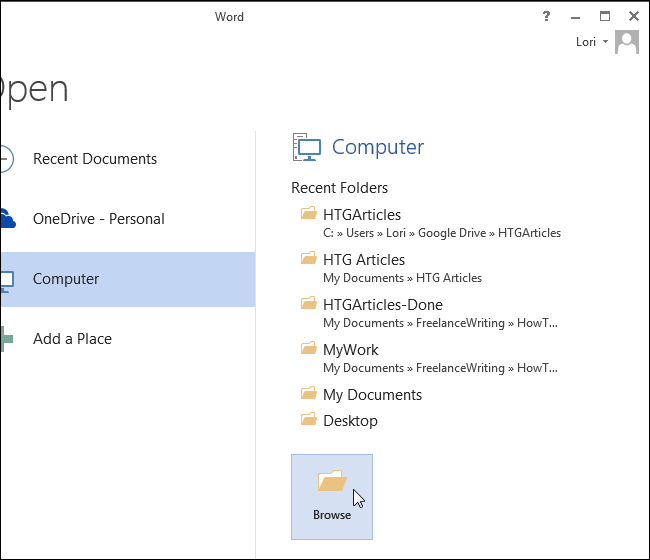 Word
?
Lori
Open
Recent Documents
OneDrive - Personal
Computer
Add a Place
Computer
Recent Folders
HTGArticles
C: » Users » Lori » Google Drive » HTGArticles
HTG Articles
My Documents » HTG Articles
HTGArticles-Done
My Documents » FreelanceWriting » HowT...
MyWork
My Documents » FreelanceWriting » HowT...
My Documents
Desktop
Browse